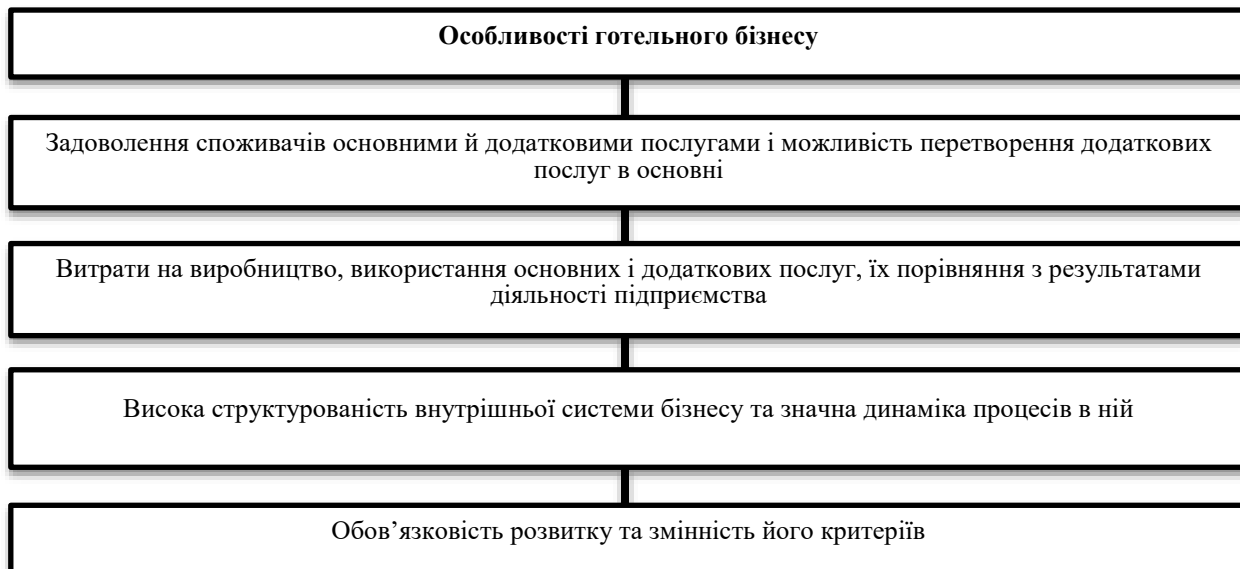 Особливості готельного бізнесу
Задоволення споживачів основними й додатковими послугами і можливість перетворення додаткових
послуг в основні
Витрати на виробництво, використання основних і додаткових послуг, їх порівняння з результатами
діяльності підприємства
Висока структурованість внутрішньої системи бізнесу та значна динаміка процесів в ній
Обов’язковість розвитку та змінність його критеріїв